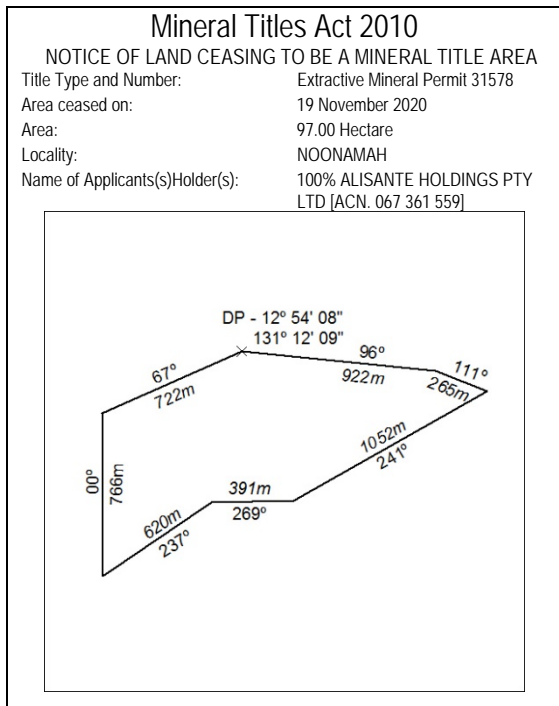 Mineral Titles Act 2010
NOTICE OF LAND CEASING TO BE A MINERAL TITLE AREA
Title Type and Number: Extractive Mineral Permit 31578
Area ceased on: 19 November 2020
Area: 97.00 Hectare
Locality: NOONAMAH
Name of Applicants(s)Holder(s): 100% ALISANTE HOLDINGS PTY
LTD [ACN. 067 361 559]
DP - 12º 54' 08"
131º 12' 09"
96º
922m
111º
265m
67º
722m
1052m
241º
00º
766m
391m
269º
620m
237º